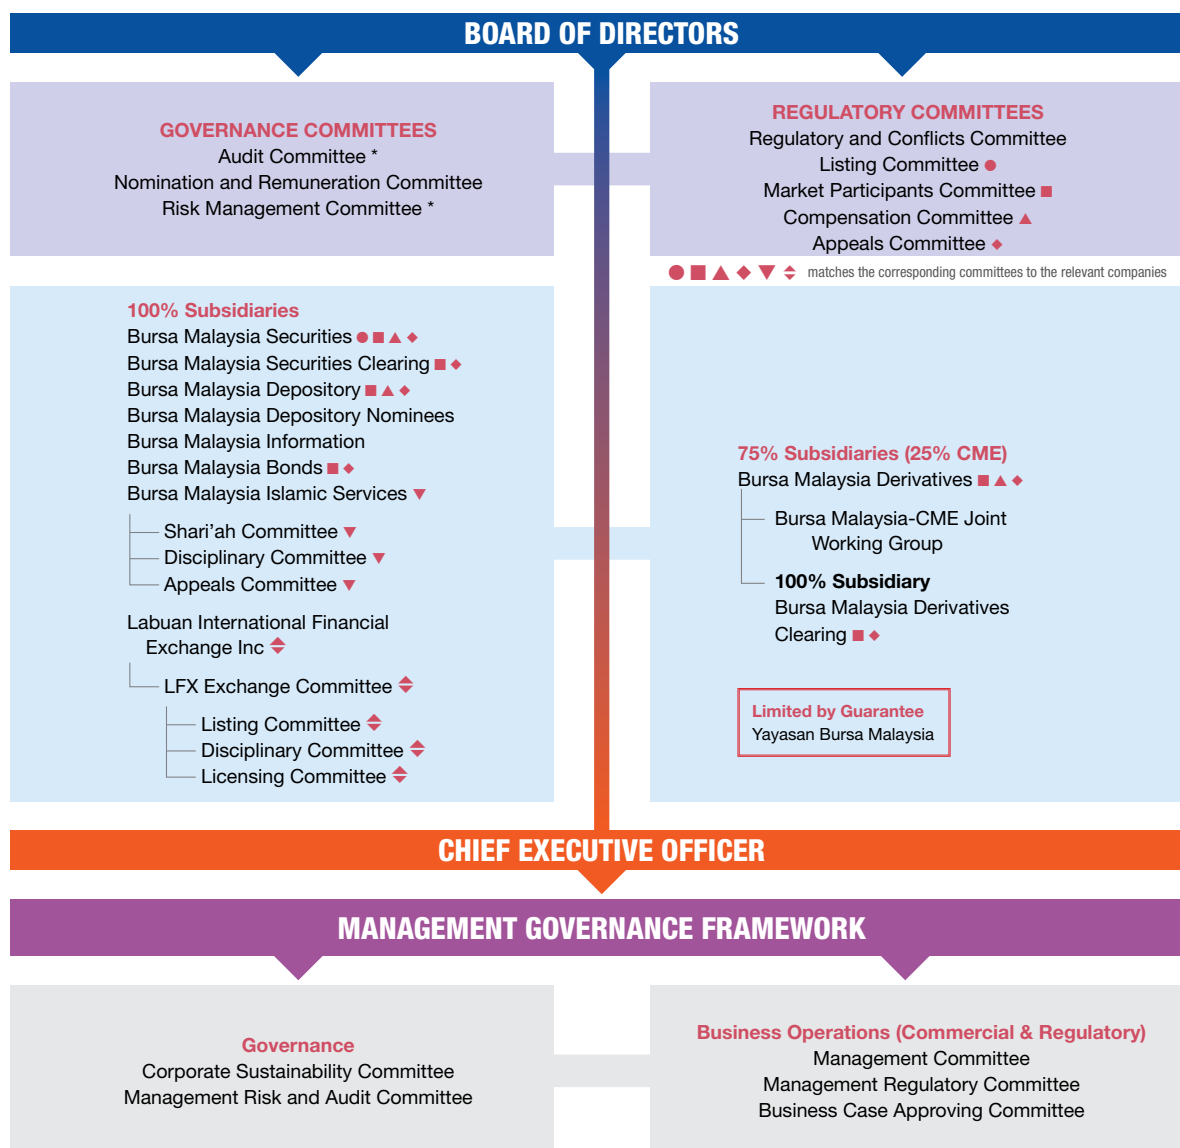 BOARD OF DIRECTORS
GOVERNANCE COMMITTEES
Audit Committee *
Nomination and Remuneration Committee
Risk Management Committee *
REGULATORY COMMITTEES
Regulatory and Conflicts Committee
Listing Committee ●
Market Participants Committee ■
Compensation Committee ▲
Appeals Committee ◆
● ■ ▲ ◆ ▼ ⬘ matches the corresponding committees to the relevant companies
100% Subsidiaries
Bursa Malaysia Securities ● ■ ▲ ◆
Bursa Malaysia Securities Clearing ■ ◆
Bursa Malaysia Depository ■ ▲ ◆
Bursa Malaysia Depository Nominees
Bursa Malaysia Information
Bursa Malaysia Bonds ■ ◆
Bursa Malaysia Islamic Services ▼
Shari’ah Committee ▼
Disciplinary Committee ▼
Appeals Committee ▼
Labuan International Financial
Exchange Inc ⬘
LFX Exchange Committee ⬘
Listing Committee ⬘
Disciplinary Committee ⬘
Licensing Committee ⬘
75% Subsidiaries (25% CME)
Bursa Malaysia Derivatives ■ ▲ ◆
Bursa Malaysia-CME Joint
Working Group
100% Subsidiary
Bursa Malaysia Derivatives
Clearing ■ ◆
Limited by Guarantee
Yayasan Bursa Malaysia
CHIEF EXECUTIVE OFFICER
MANAGEMENT GOVERNANCE FRAMEWORK
Governance
Corporate Sustainability Committee
Management Risk and Audit Committee
Business Operations (Commercial & Regulatory)
Management Committee
Management Regulatory Committee
Business Case Approving Committee